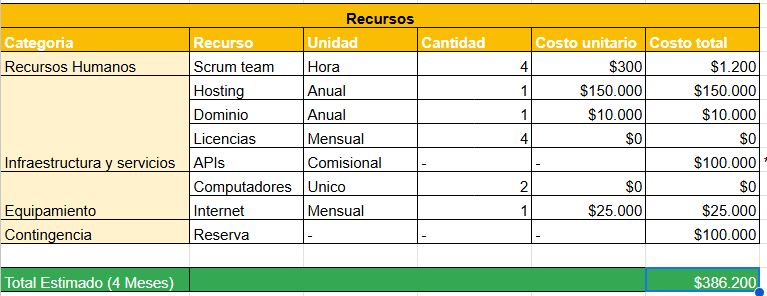 Recursos
Categoria Recurso Unidad Cantidad Costo unitario Costo total
Recursos Humanos Scrum team Hora 4 $300 $1.200
Hosting Anual 1 $150.000 $150.000
Dominio Anual 1 $10.000 $10.000
Licencias Mensual 4 $0 $0
Infraestructura y servicios APIs Comisional - - $100.000 *
Computadores Unico 2 $0 $0
Equipamiento Internet Mensual 1 $25.000 $25.000
Contingencia Reserva - - - $100.000
Total Estimado (4 Meses) $386.200